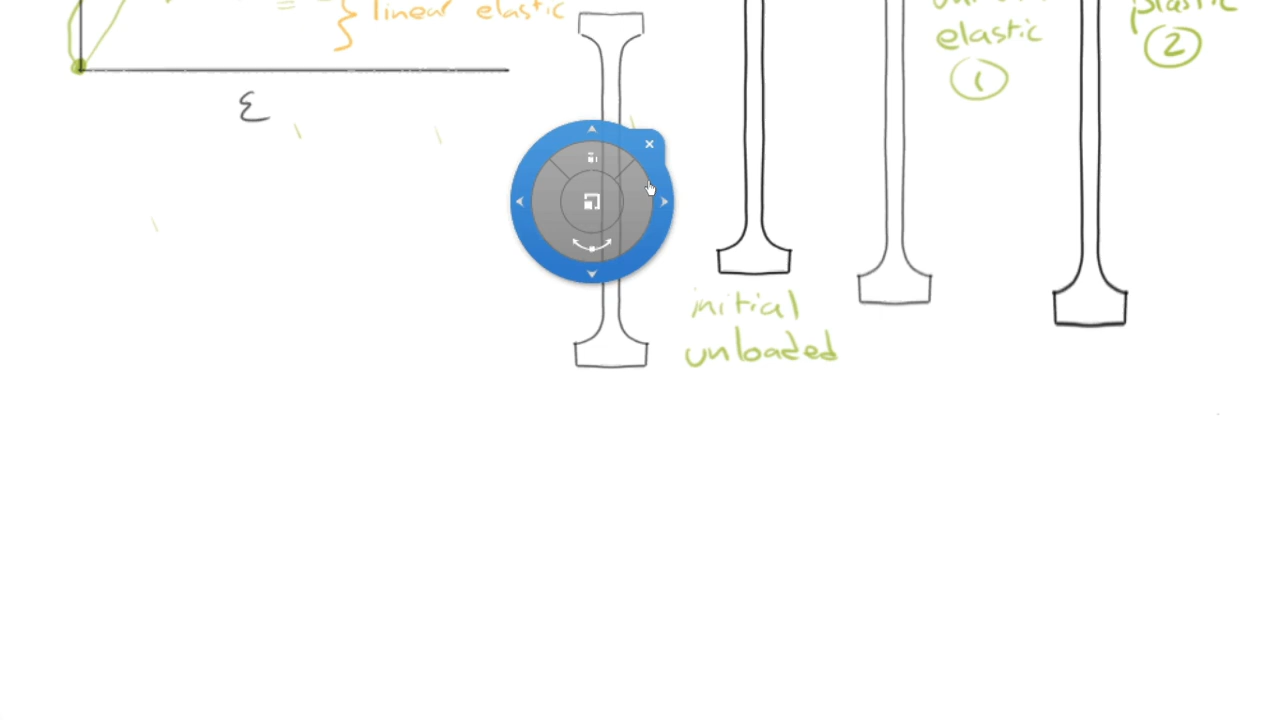 linear elastic
ε
elastic
1
plastic
2
initial
unloaded